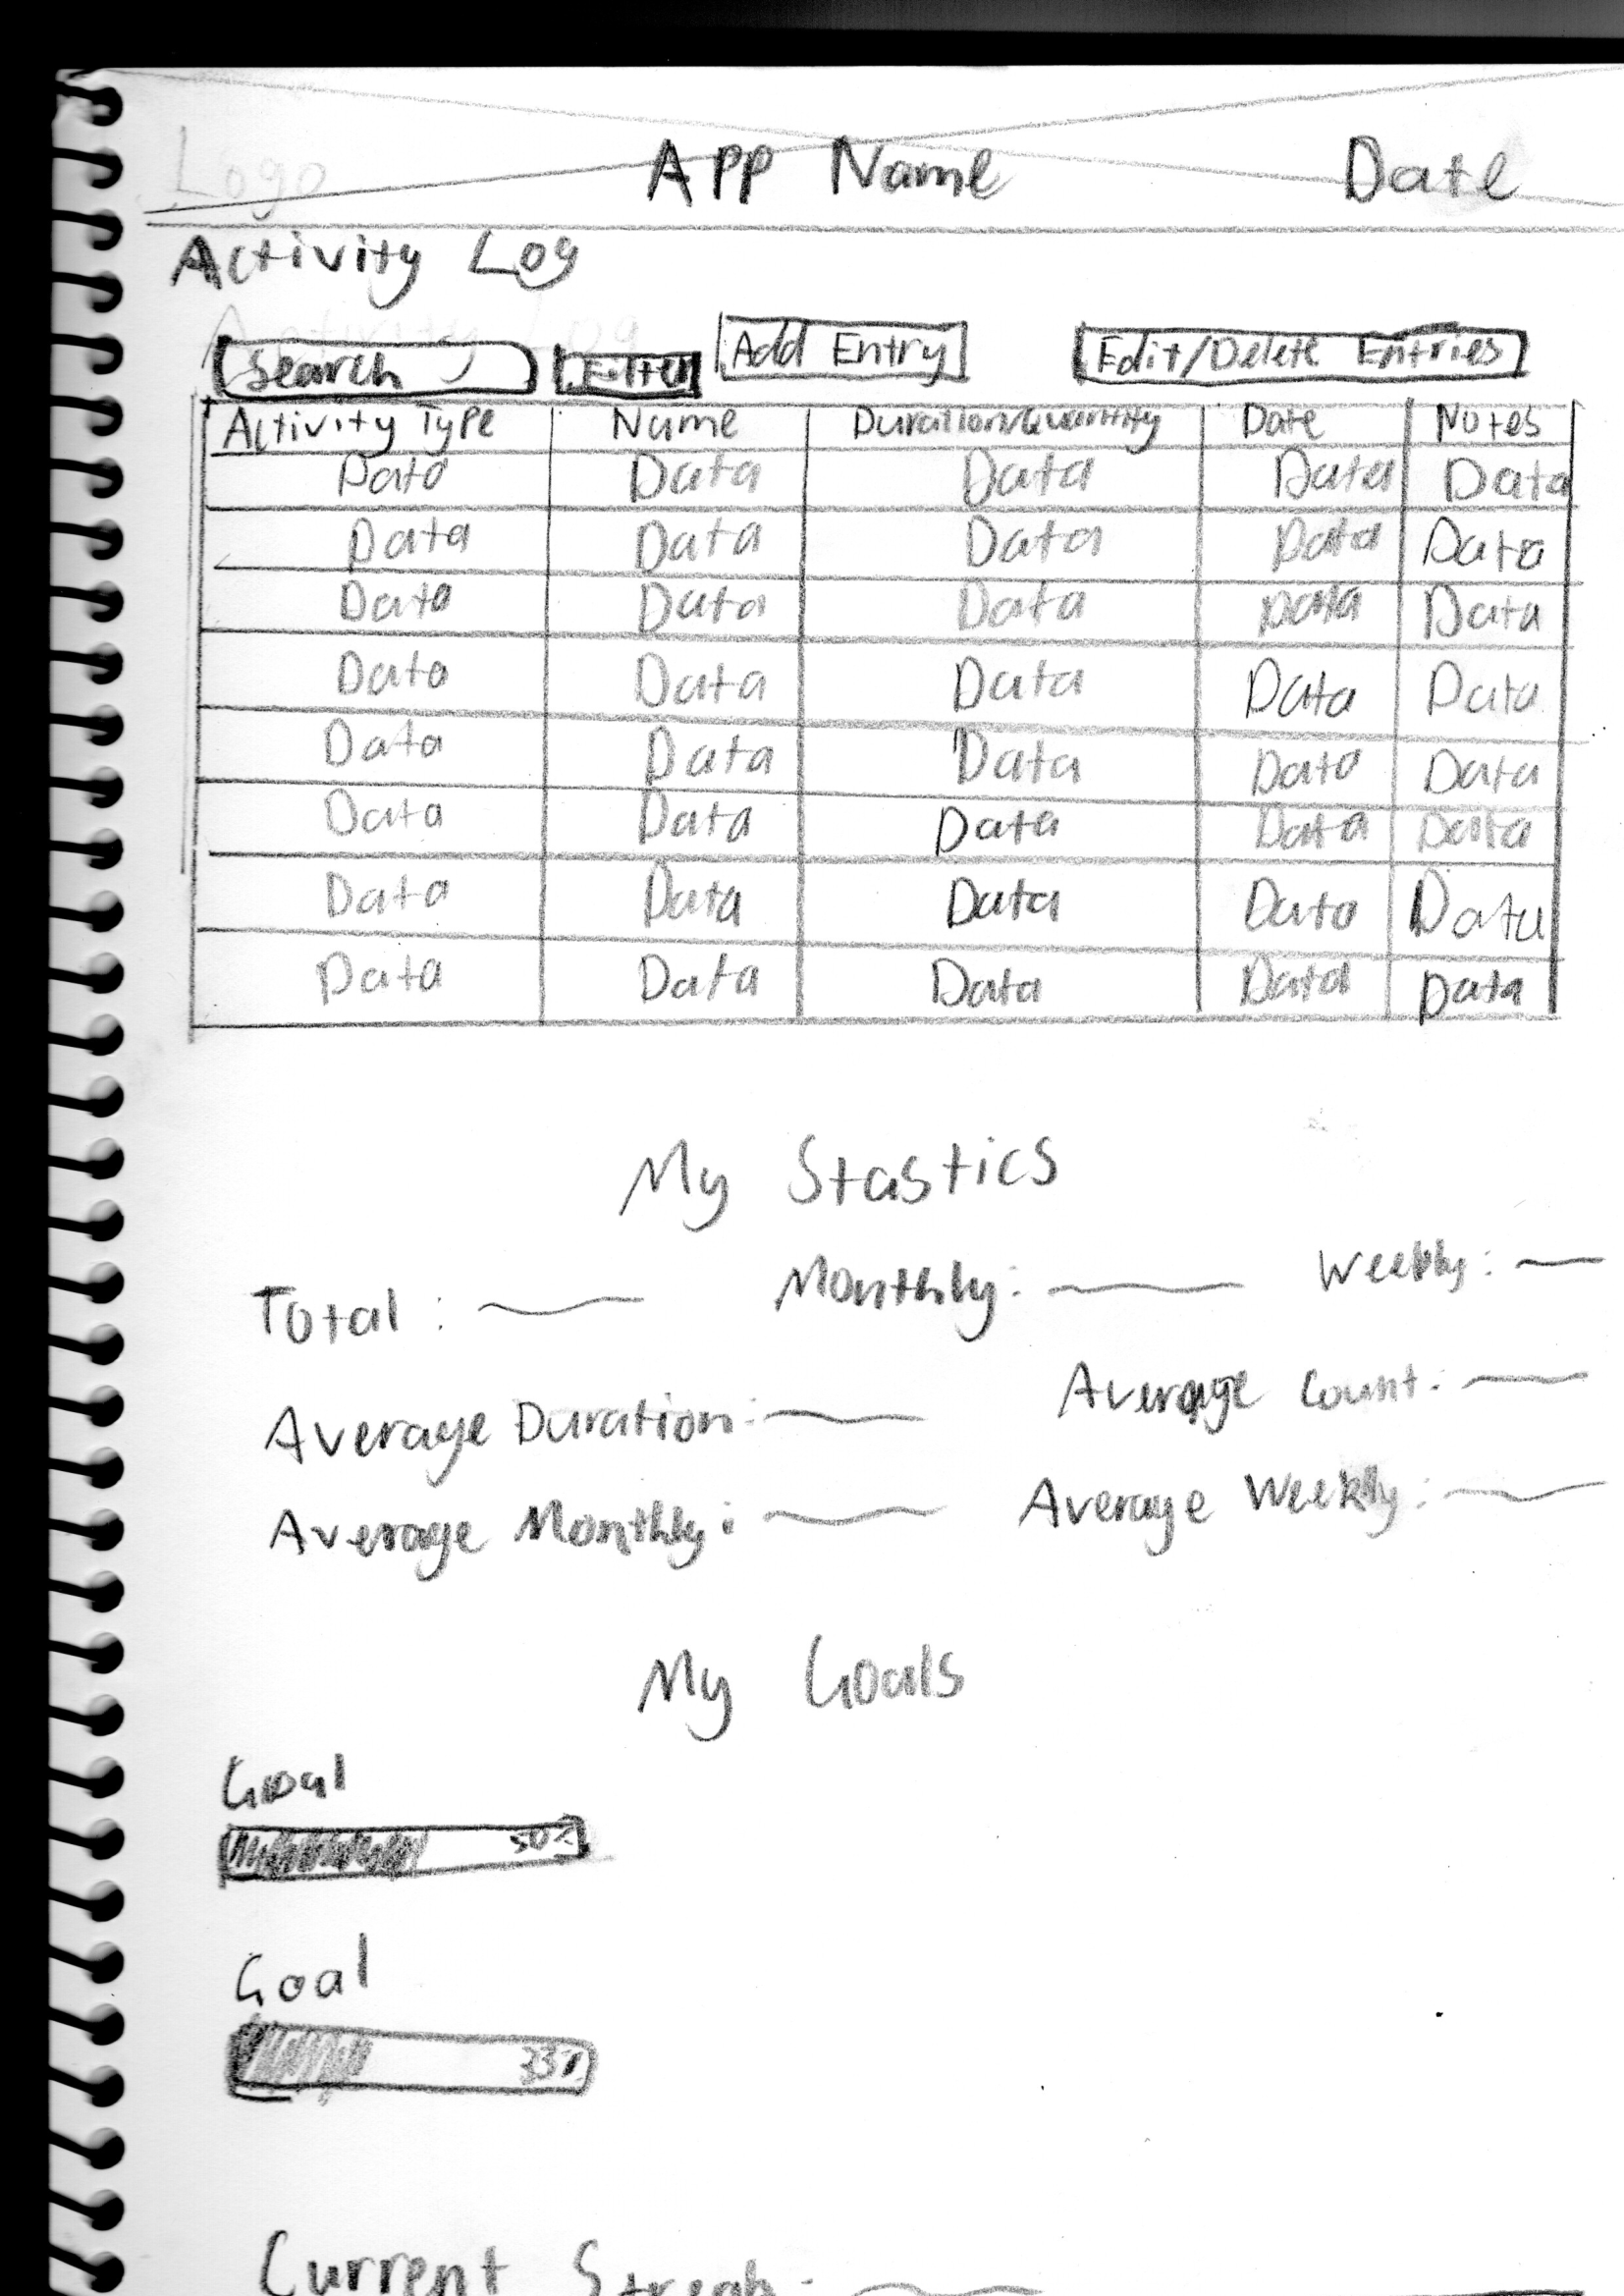 Logo APP Name Date
Activity Log
Activity Log
Search Filter Add Entry Edit/Delete Entries
Activity Type Name Duration/Quantity Date Notes
Data Data Data Data Data
Data Data Data Data Data
Data Data Data Data Data
Data Data Data Data Data
Data Data Data Data Data
Data Data Data Data Data
Data Data Data Data Data
Data Data Data Data Data
My Stastics
Total: Monthly: Weekly:
Average Duration: Average Count:
Average Monthly: Average Weekly:
My Goals
Goal
50%
Goal
33%
Current Streak: